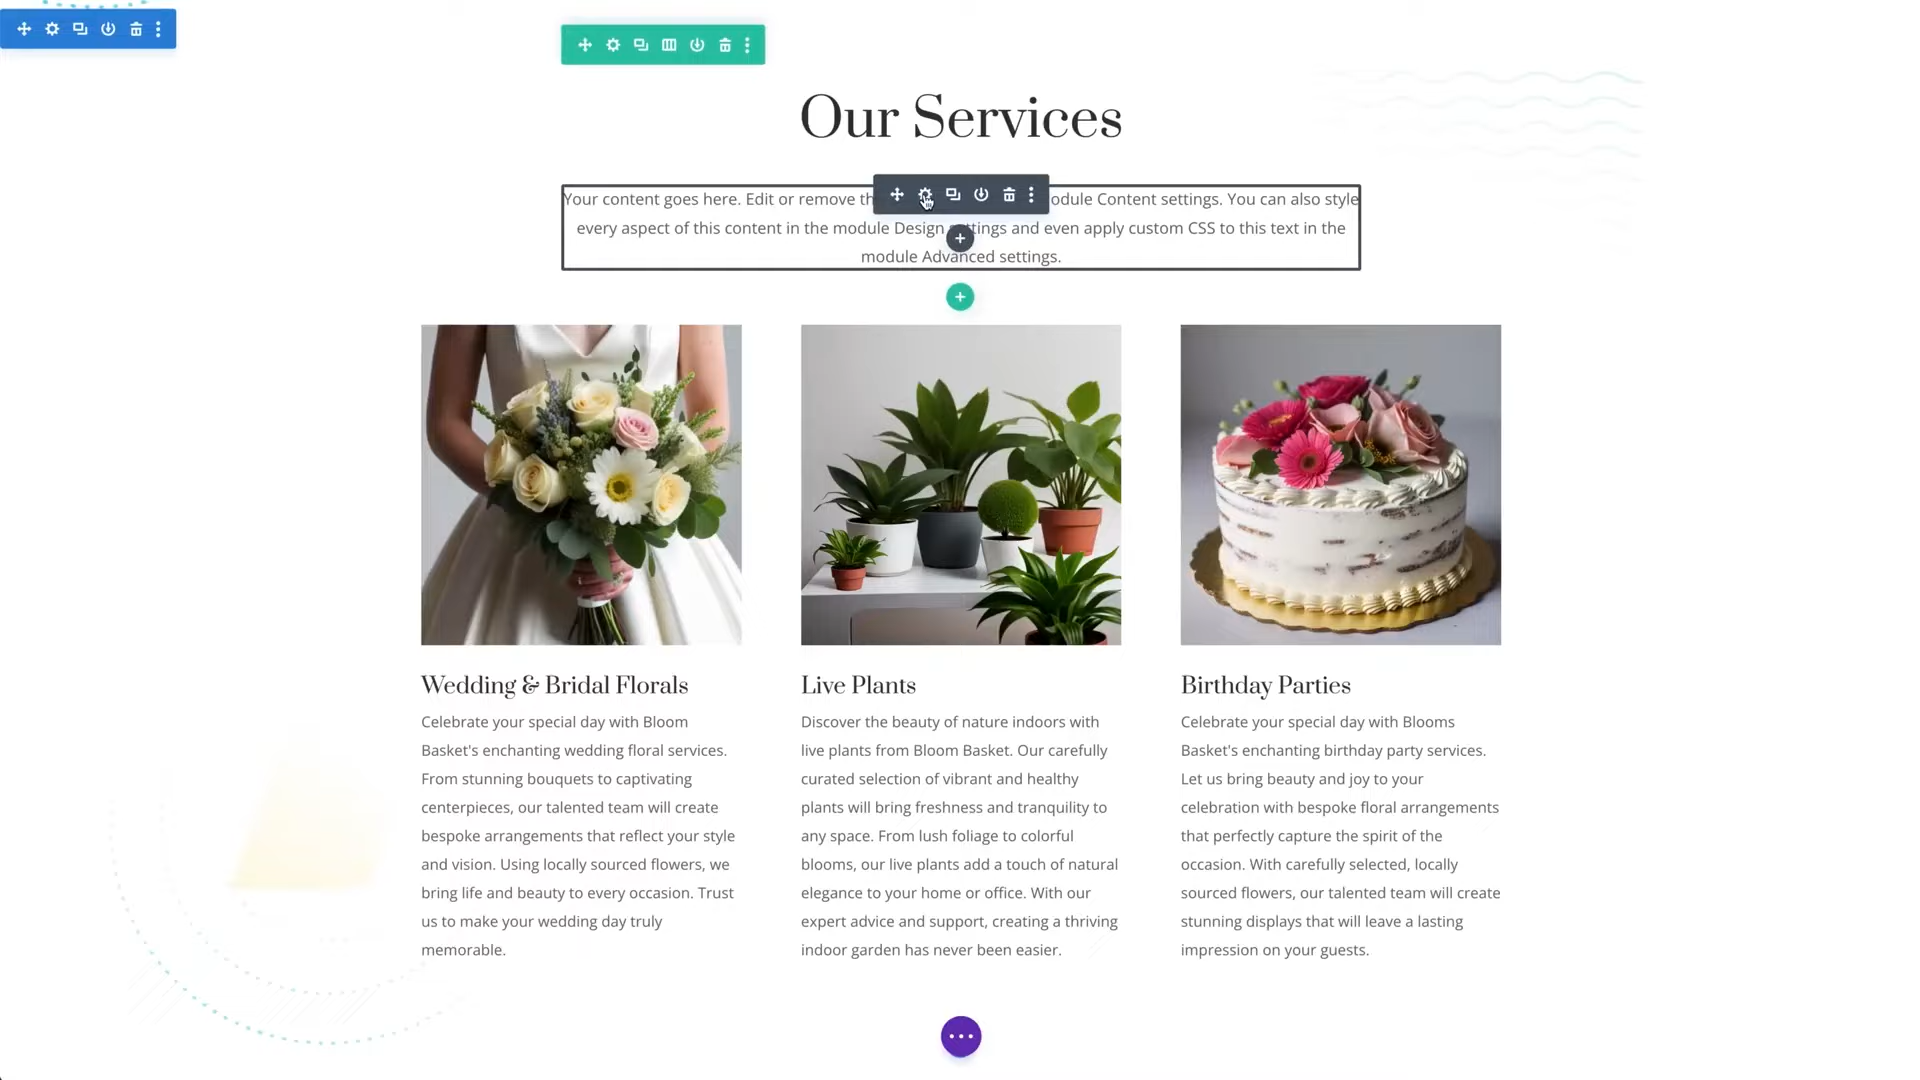 Our Services
Your content goes here. Edit or remove th odule Content settings. You can also style
every aspect of this content in the module Design settings and even apply custom CSS to this text in the
module Advanced settings.
Wedding & Bridal Florals
Celebrate your special day with Bloom
Basket's enchanting wedding floral services.
From stunning bouquets to captivating
centerpieces, our talented team will create
bespoke arrangements that reflect your style
and vision. Using locally sourced flowers, we
bring life and beauty to every occasion. Trust
us to make your wedding day truly
memorable.
Live Plants
Discover the beauty of nature indoors with
live plants from Bloom Basket. Our carefully
curated selection of vibrant and healthy
plants will bring freshness and tranquility to
any space. From lush foliage to colorful
blooms, our live plants add a touch of natural
elegance to your home or office. With our
expert advice and support, creating a thriving
indoor garden has never been easier.
Birthday Parties
Celebrate your special day with Blooms
Basket's enchanting birthday party services.
Let us bring beauty and joy to your
celebration with bespoke floral arrangements
that perfectly capture the spirit of the
occasion. With carefully selected, locally
sourced flowers, our talented team will create
stunning displays that will leave a lasting
impression on your guests.